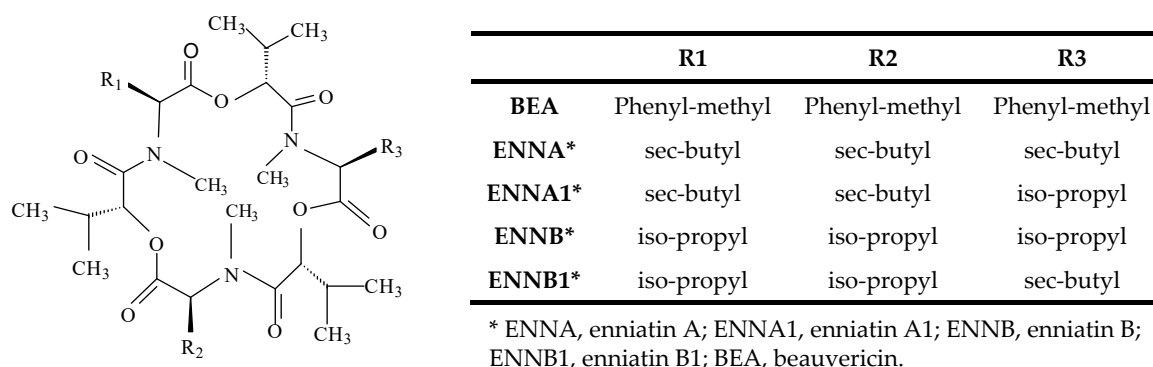 CH₃ CH₃
O
R₁
O O
N R₃
O N CH₃
CH₃
O
CH₃ CH₃ O
O
CH₃ N CH₃
O O CH₃
R₂
R1 R2 R3
BEA Phenyl-methyl Phenyl-methyl Phenyl-methyl
ENNA* sec-butyl sec-butyl sec-butyl
ENNA1* sec-butyl sec-butyl iso-propyl
ENNB* iso-propyl iso-propyl iso-propyl
ENNB1* iso-propyl iso-propyl sec-butyl
* ENNA, enniatin A; ENNA1, enniatin A1; ENNB, enniatin B;
ENNB1, enniatin B1; BEA, beauvericin.